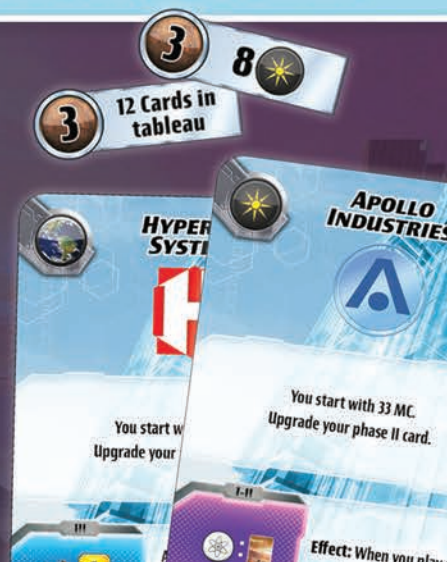 3 8
3 12 Cards in
tableau
HYPER
SYST
APOLLO
INDUSTRIES
You start w
Upgrade your
You start with 33 MC.
Upgrade your phase II card.
III
I-II
Effect: When you play